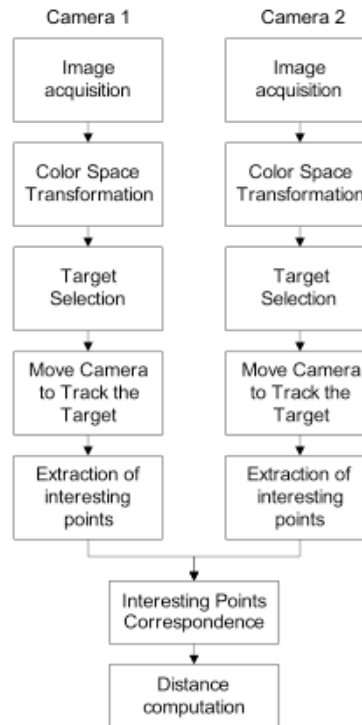 Camera 1
Image
acquisition
Color Space
Transformation
Target
Selection
Move Camera
to Track the
Target
Extraction of
interesting
points
Camera 2
Image
acquisition
Color Space
Transformation
Target
Selection
Move Camera
to Track the
Target
Extraction of
interesting
points
Interesting Points
Correspondence
Distance
computation